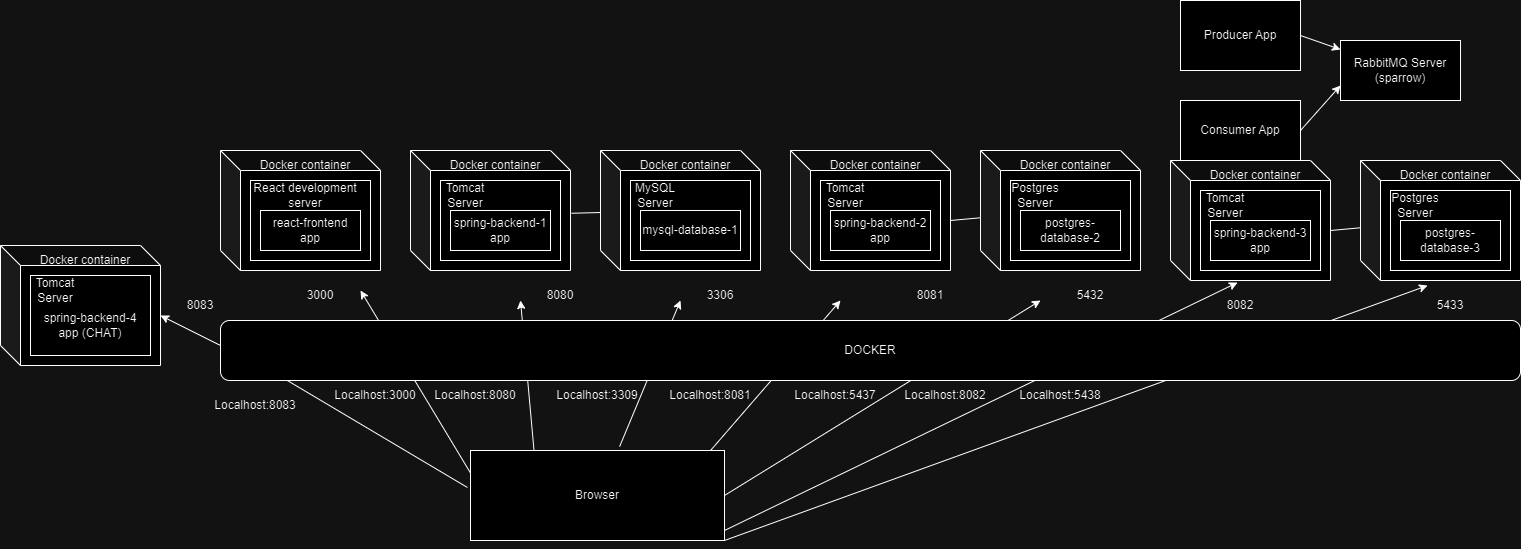 Producer App
RabbitMQ Server
(sparrow)
Consumer App
Docker container
React development
server
react-frontend
app
Docker container
Tomcat
Server
spring-backend-1
app
Docker container
MySQL
Server
mysql-database-1
Docker container
Tomcat
Server
spring-backend-2
app
Docker container
Postgres
Server
postgres-
database-2
Docker container
Tomcat
Server
spring-backend-3
app
Docker container
Postgres
Server
postgres-
database-3
Docker container
Tomcat
Server
spring-backend-4
app (CHAT)
8083
3000
8080
3306
8081
5432
8082
5433
DOCKER
Localhost:8083
Localhost:3000
Localhost:8080
Localhost:3309
Localhost:8081
Localhost:5437
Localhost:8082
Localhost:5438
Browser